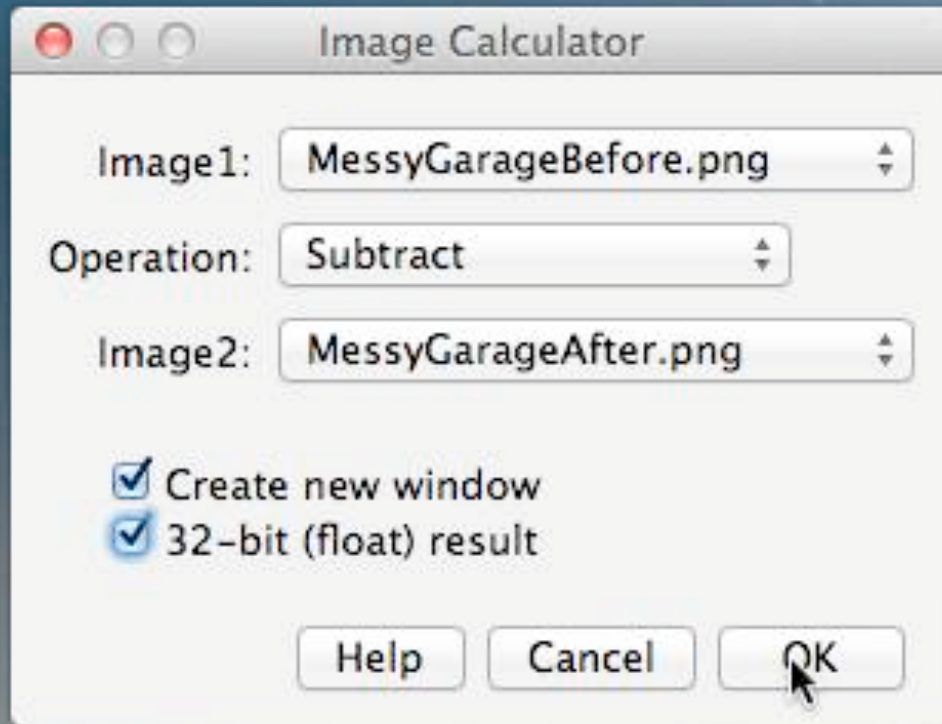 Image Calculator
Image1: MessyGarageBefore.png
Operation: Subtract
Image2: MessyGarageAfter.png
Create new window
32-bit (float) result
Help Cancel OK